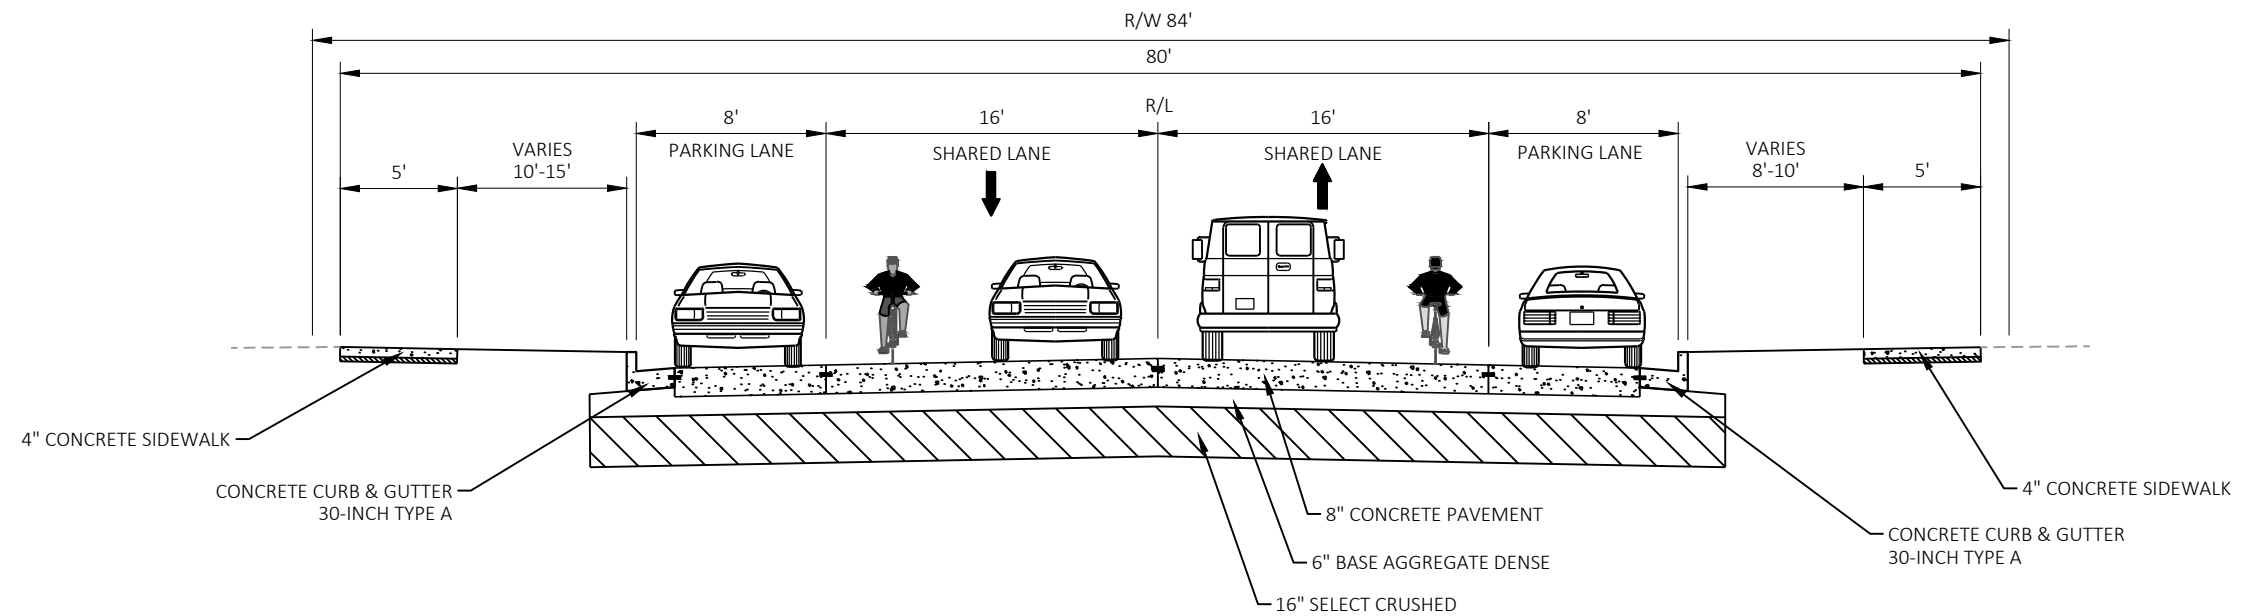 R/W 84'
80'
R/L
8'
16'
16'
8'
PARKING LANE
SHARED LANE
SHARED LANE
PARKING LANE
VARIES
10'-15'
VARIES
8'-10'
5'
5'
4" CONCRETE SIDEWALK
CONCRETE CURB & GUTTER
30-INCH TYPE A
4" CONCRETE SIDEWALK
8" CONCRETE PAVEMENT
CONCRETE CURB & GUTTER
30-INCH TYPE A
6" BASE AGGREGATE DENSE
16" SELECT CRUSHED